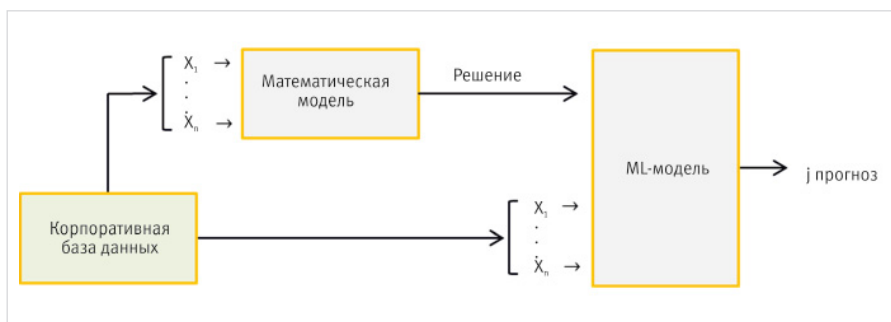 X₁ →
.
.
.
Xₙ →
Математическая
модель
Решение
ML-модель
j прогноз
Корпоративная
база данных
X₁ →
.
.
.
Xₙ →